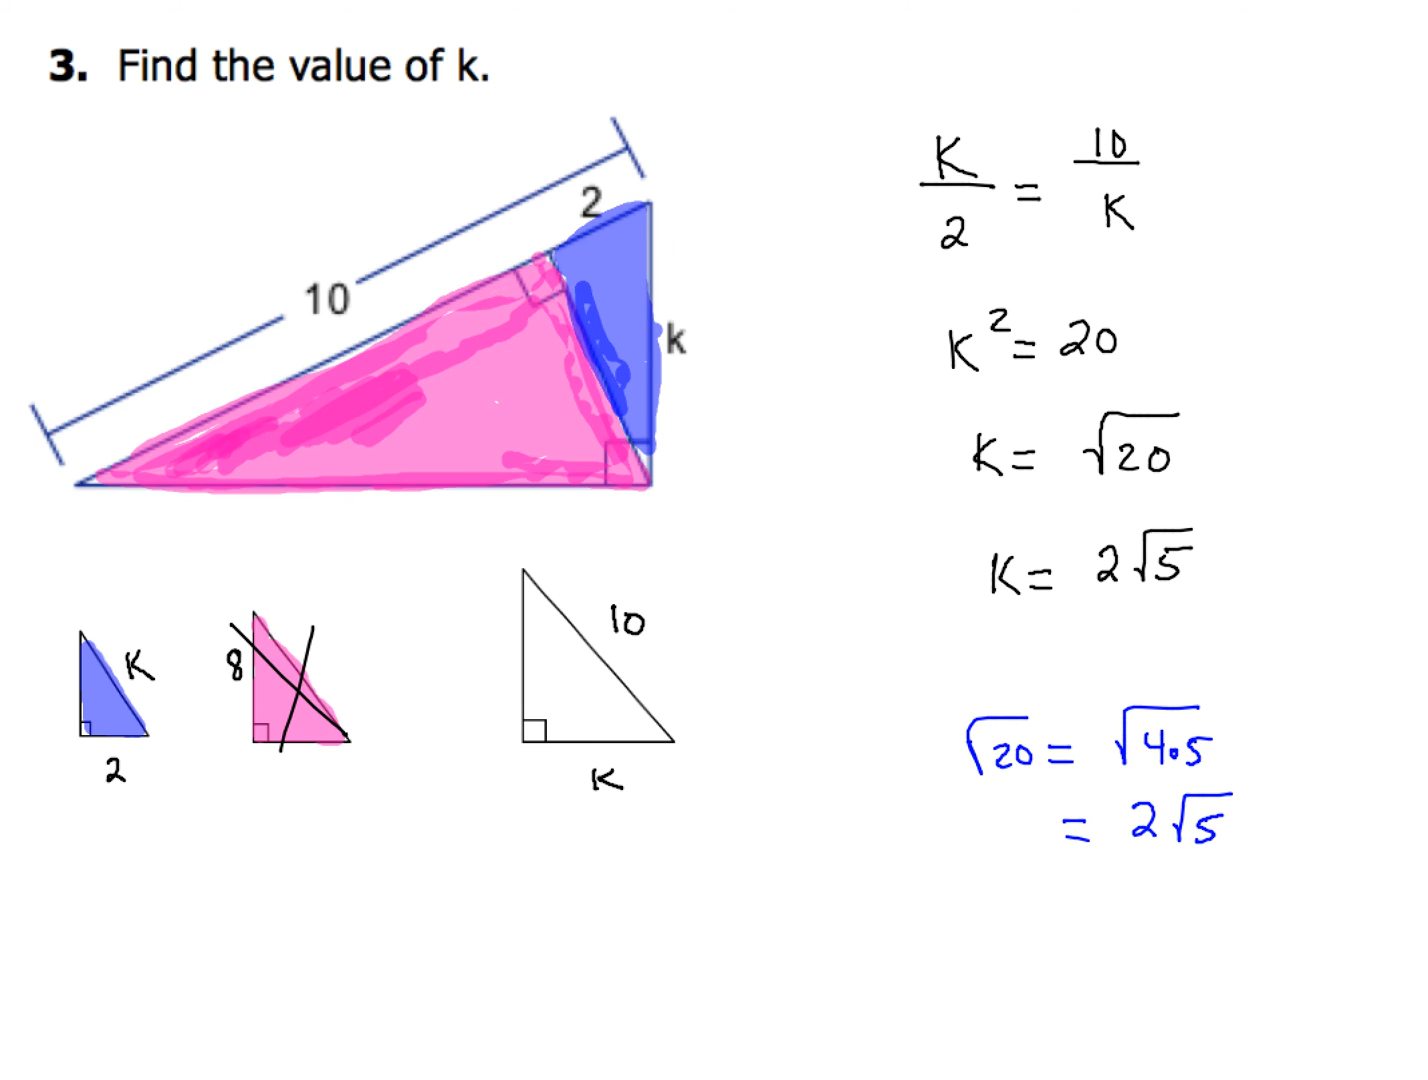 3. Find the value of k.
2
10
k
K/2 = 10/K
K² = 20
K = √20
K = 2√5
K
8
10
2
K
√20 = √4·5
= 2√5